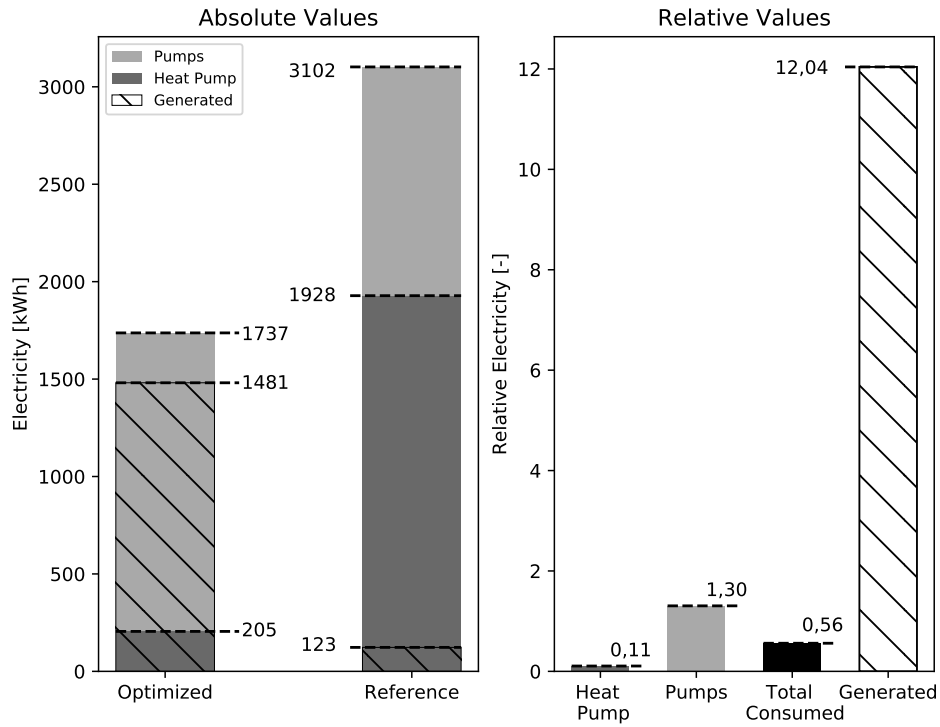 Absolute Values
Pumps
Heat Pump
Generated
Electricity [kWh]
3000
2500
2000
1500
1000
500
0
3102
1928
1737
1481
205
123
Optimized
Reference
Relative Values
Relative Electricity [-]
12
10
8
6
4
2
0
12,04
1,30
0,56
0,11
Heat
Pump
Pumps
Total
Consumed
Generated